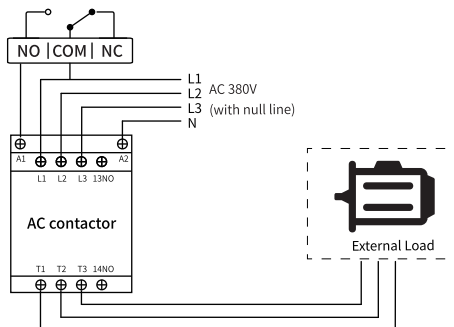 NO | COM | NC
L1
L2 AC 380V
L3 (with null line)
N
A1 A2
L1 L2 L3 13NO
AC contactor
External Load
T1 T2 T3 14NO